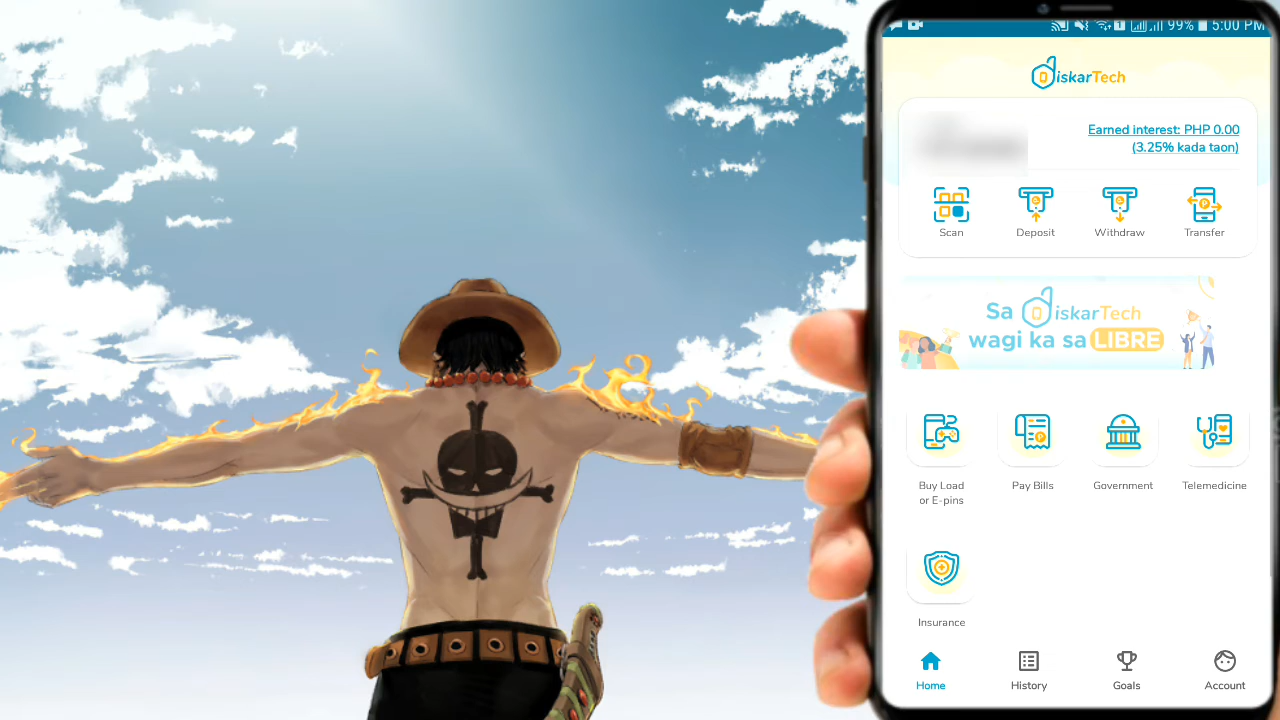 99% 5:00 PM
diskarTech
Earned interest: PHP 0.00
(3.25% kada taon)
Scan
Deposit
Withdraw
Transfer
Sa diskarTech
wagi ka sa LIBRE
Buy Load
or E-pins
Pay Bills
Government
Telemedicine
Insurance
Home
History
Goals
Account